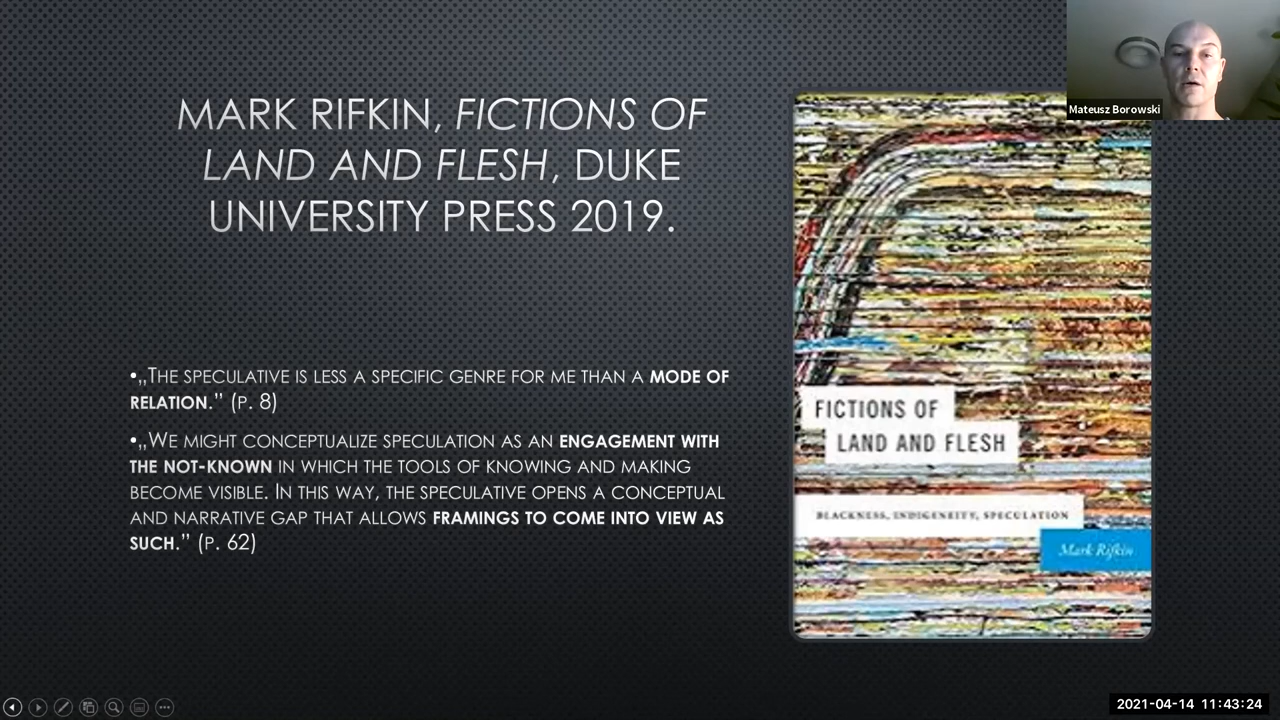 MARK RIFKIN, FICTIONS OF
LAND AND FLESH, DUKE
UNIVERSITY PRESS 2019.
•„THE SPECULATIVE IS LESS A SPECIFIC GENRE FOR ME THAN A MODE OF
RELATION.” (P. 8)
•„WE MIGHT CONCEPTUALIZE SPECULATION AS AN ENGAGEMENT WITH
THE NOT-KNOWN IN WHICH THE TOOLS OF KNOWING AND MAKING
BECOME VISIBLE. IN THIS WAY, THE SPECULATIVE OPENS A CONCEPTUAL
AND NARRATIVE GAP THAT ALLOWS FRAMINGS TO COME INTO VIEW AS
SUCH.” (P. 62)
Mateusz Borowski
FICTIONS OF
LAND AND FLESH
BLACKNESS, INDIGENEITY, SPECULATION
Mark Rifkin
2021-04-14 11:43:24